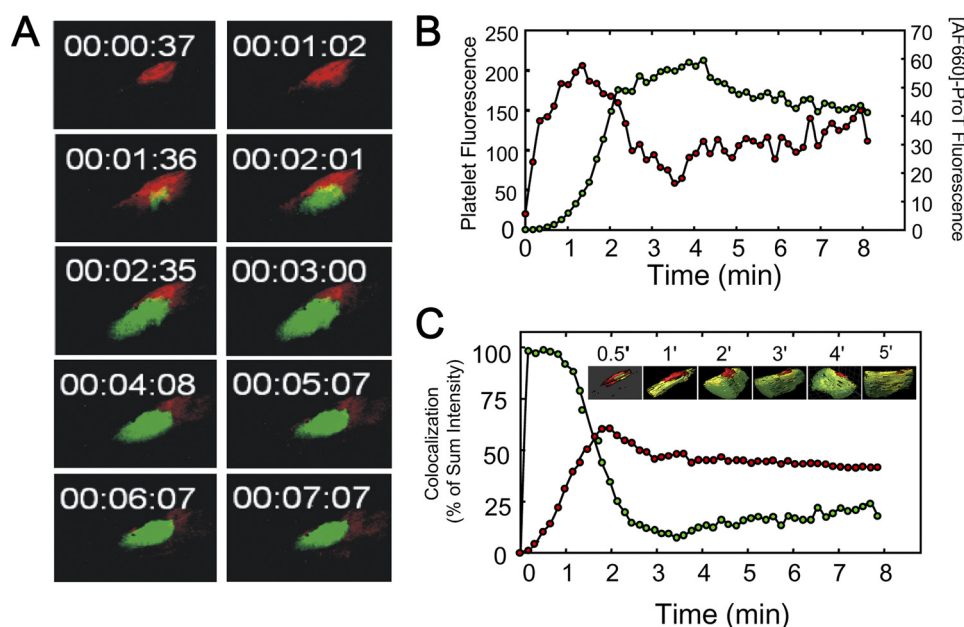 A
00:00:37
00:01:02
00:01:36
00:02:01
00:02:35
00:03:00
00:04:08
00:05:07
00:06:07
00:07:07
B
Platelet Fluorescence
250
200
150
100
50
0
[AF660]-ProT Fluorescence
70
60
50
40
30
20
10
0
0 1 2 3 4 5 6 7 8
Time (min)
C
Colocalization
(% of Sum Intensity)
100
75
50
25
0
0.5' 1' 2' 3' 4' 5'
0 1 2 3 4 5 6 7 8
Time (min)